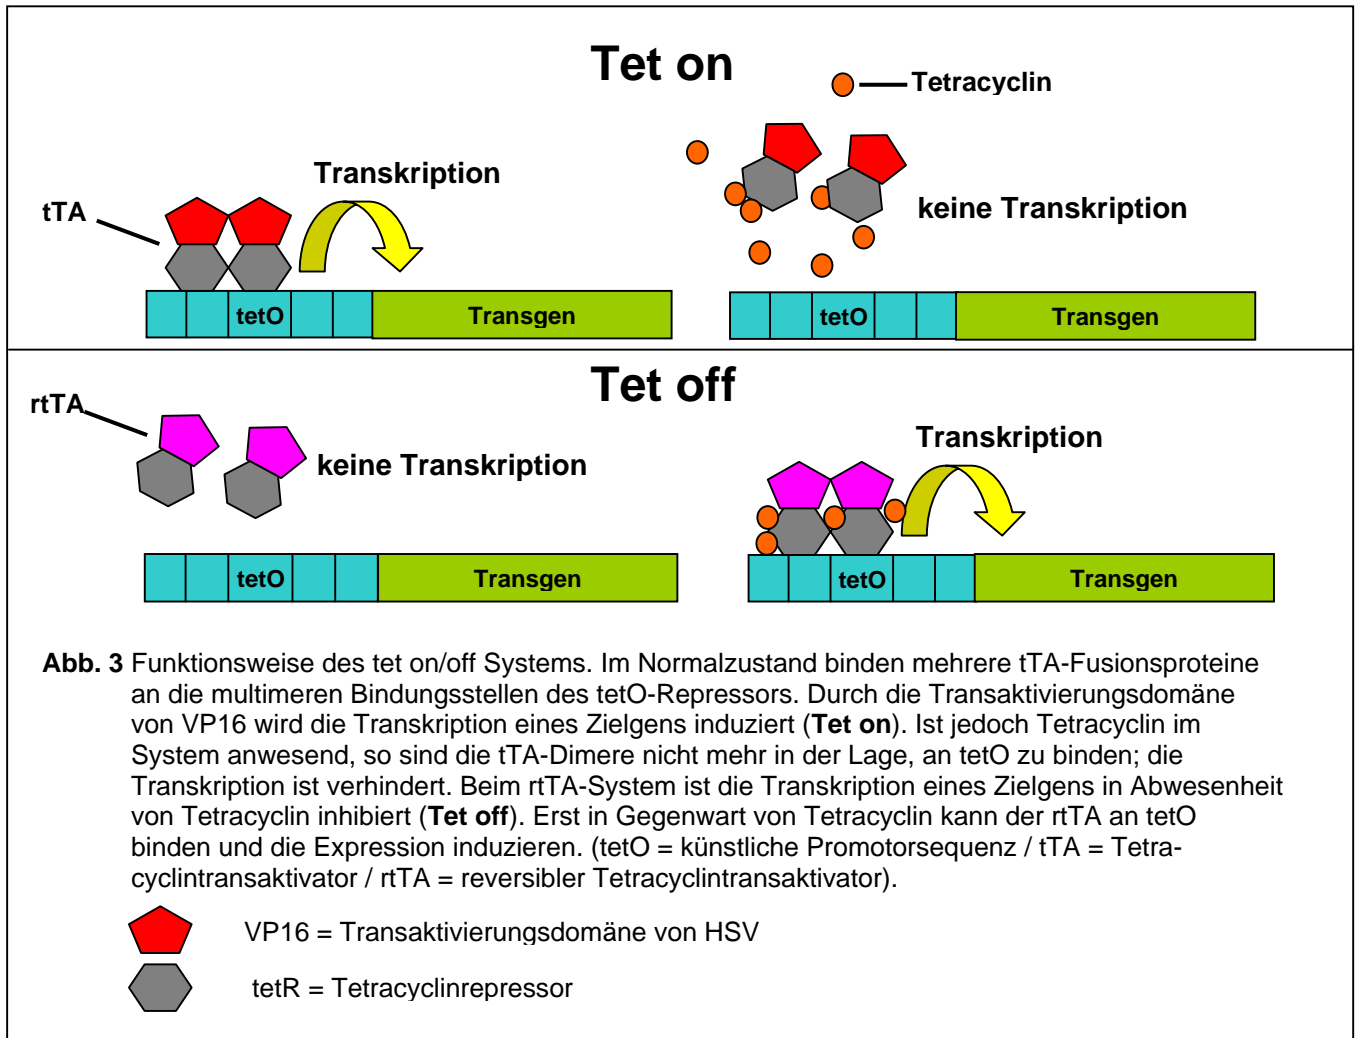 Tet on
Tetracyclin
Transkription
tTA
keine Transkription
tetO
Transgen
tetO
Transgen
Tet off
rtTA
keine Transkription
Transkription
tetO
Transgen
tetO
Transgen
Abb. 3 Funktionsweise des tet on/off Systems. Im Normalzustand binden mehrere tTA-Fusionsproteine
an die multimeren Bindungsstellen des tetO-Repressors. Durch die Transaktivierungsdomäne
von VP16 wird die Transkription eines Zielgens induziert (Tet on). Ist jedoch Tetracyclin im
System anwesend, so sind die tTA-Dimere nicht mehr in der Lage, an tetO zu binden; die
Transkription ist verhindert. Beim rtTA-System ist die Transkription eines Zielgens in Abwesenheit
von Tetracyclin inhibiert (Tet off). Erst in Gegenwart von Tetracyclin kann der rtTA an tetO
binden und die Expression induzieren. (tetO = künstliche Promotorsequenz / tTA = Tetra-
cyclintransaktivator / rtTA = reversibler Tetracyclintransaktivator).
VP16 = Transaktivierungsdomäne von HSV
tetR = Tetracyclinrepressor